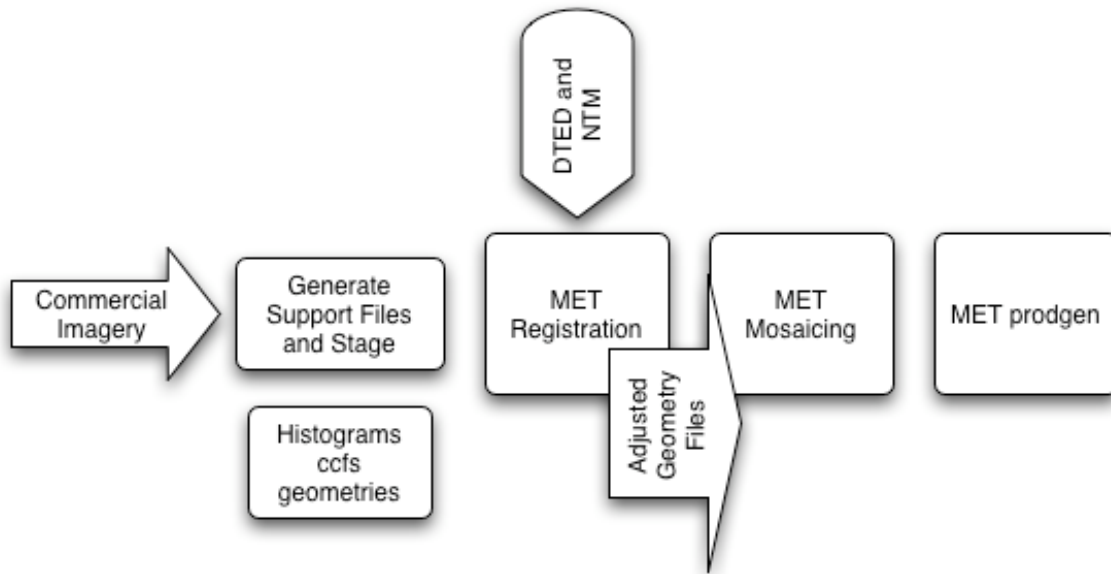 DTED and
NTM
Commercial
Imagery
Generate
Support Files
and Stage
MET
Registration
MET
Mosaicing
MET prodgen
Histograms
ccfs
geometries
Adjusted
Geometry
Files